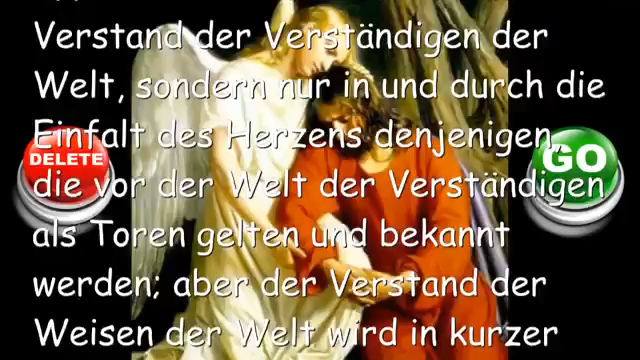 Verstand der Verständigen der
Welt, sondern nur in und durch die
Einfalt des Herzens denjenigen,
die vor der Welt der Verständigen
als Toren gelten und bekannt
werden; aber der Verstand der
Weisen der Welt wird in kurzer
DELETE
GO